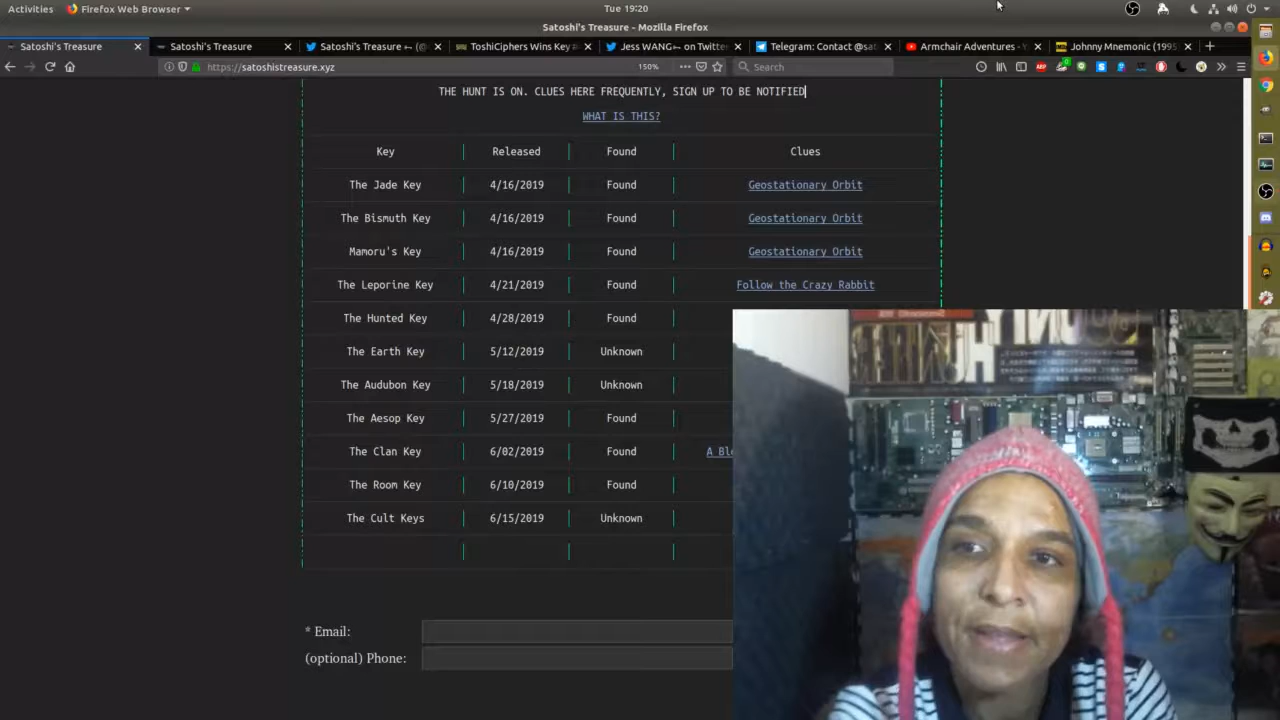 Activities Firefox Web Browser Tue 19:20
Satoshi's Treasure - Mozilla Firefox
Satoshi's Treasure Satoshi's Treasure Satoshi's Treasure ToshiCiphers Wins Key Jess WANG on Twitter Telegram: Contact @sat Armchair Adventures - Y Johnny Mnemonic (1995
https://satoshistreasure.xyz 150% Search
THE HUNT IS ON. CLUES HERE FREQUENTLY, SIGN UP TO BE NOTIFIED
WHAT IS THIS?
Key Released Found Clues
The Jade Key 4/16/2019 Found Geostationary Orbit
The Bismuth Key 4/16/2019 Found Geostationary Orbit
Mamoru's Key 4/16/2019 Found Geostationary Orbit
The Leporine Key 4/21/2019 Found Follow the Crazy Rabbit
The Hunted Key 4/28/2019 Found
The Earth Key 5/12/2019 Unknown
The Audubon Key 5/18/2019 Unknown
The Aesop Key 5/27/2019 Found
The Clan Key 6/02/2019 Found A Ble
The Room Key 6/10/2019 Found
The Cult Keys 6/15/2019 Unknown
* Email:
(optional) Phone: